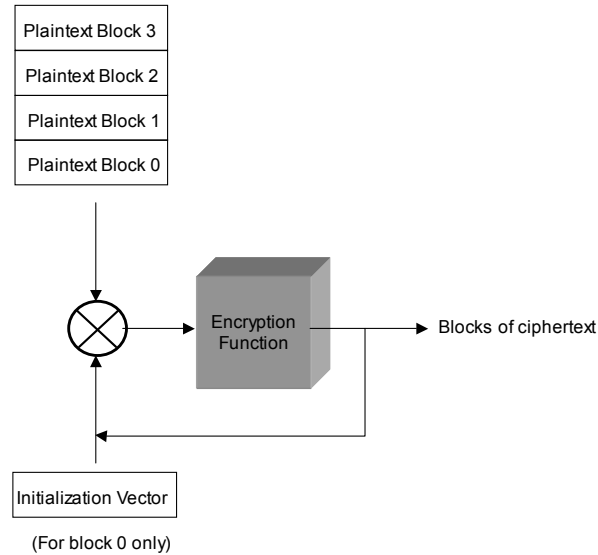 Plaintext Block 3
Plaintext Block 2
Plaintext Block 1
Plaintext Block 0
Encryption
Function
Blocks of ciphertext
Initialization Vector
(For block 0 only)